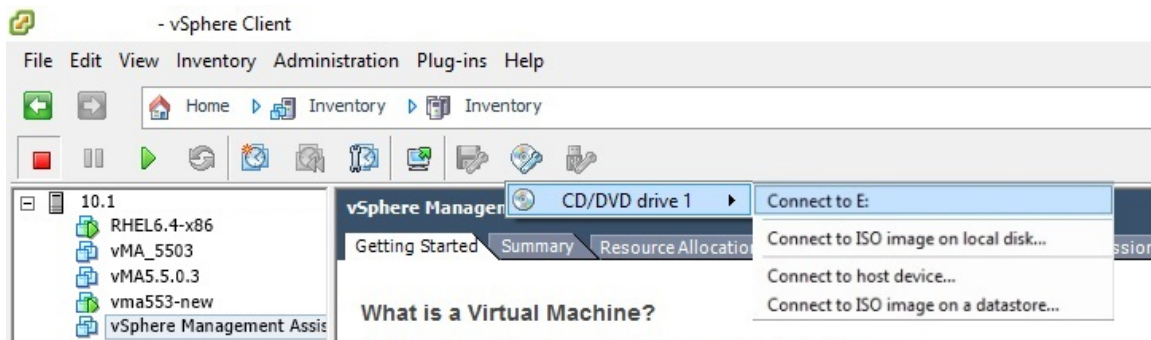 - vSphere Client
File Edit View Inventory Administration Plug-ins Help
Home Inventory Inventory
10.1
RHEL6.4-x86
vMA_5503
vMA5.5.0.3
vma553-new
vSphere Management Assis
vSphere Manager
CD/DVD drive 1
Connect to E:
Connect to ISO image on local disk...
Connect to host device...
Connect to ISO image on a datastore...
Getting Started Summary Resource Allocatio ssion
What is a Virtual Machine?